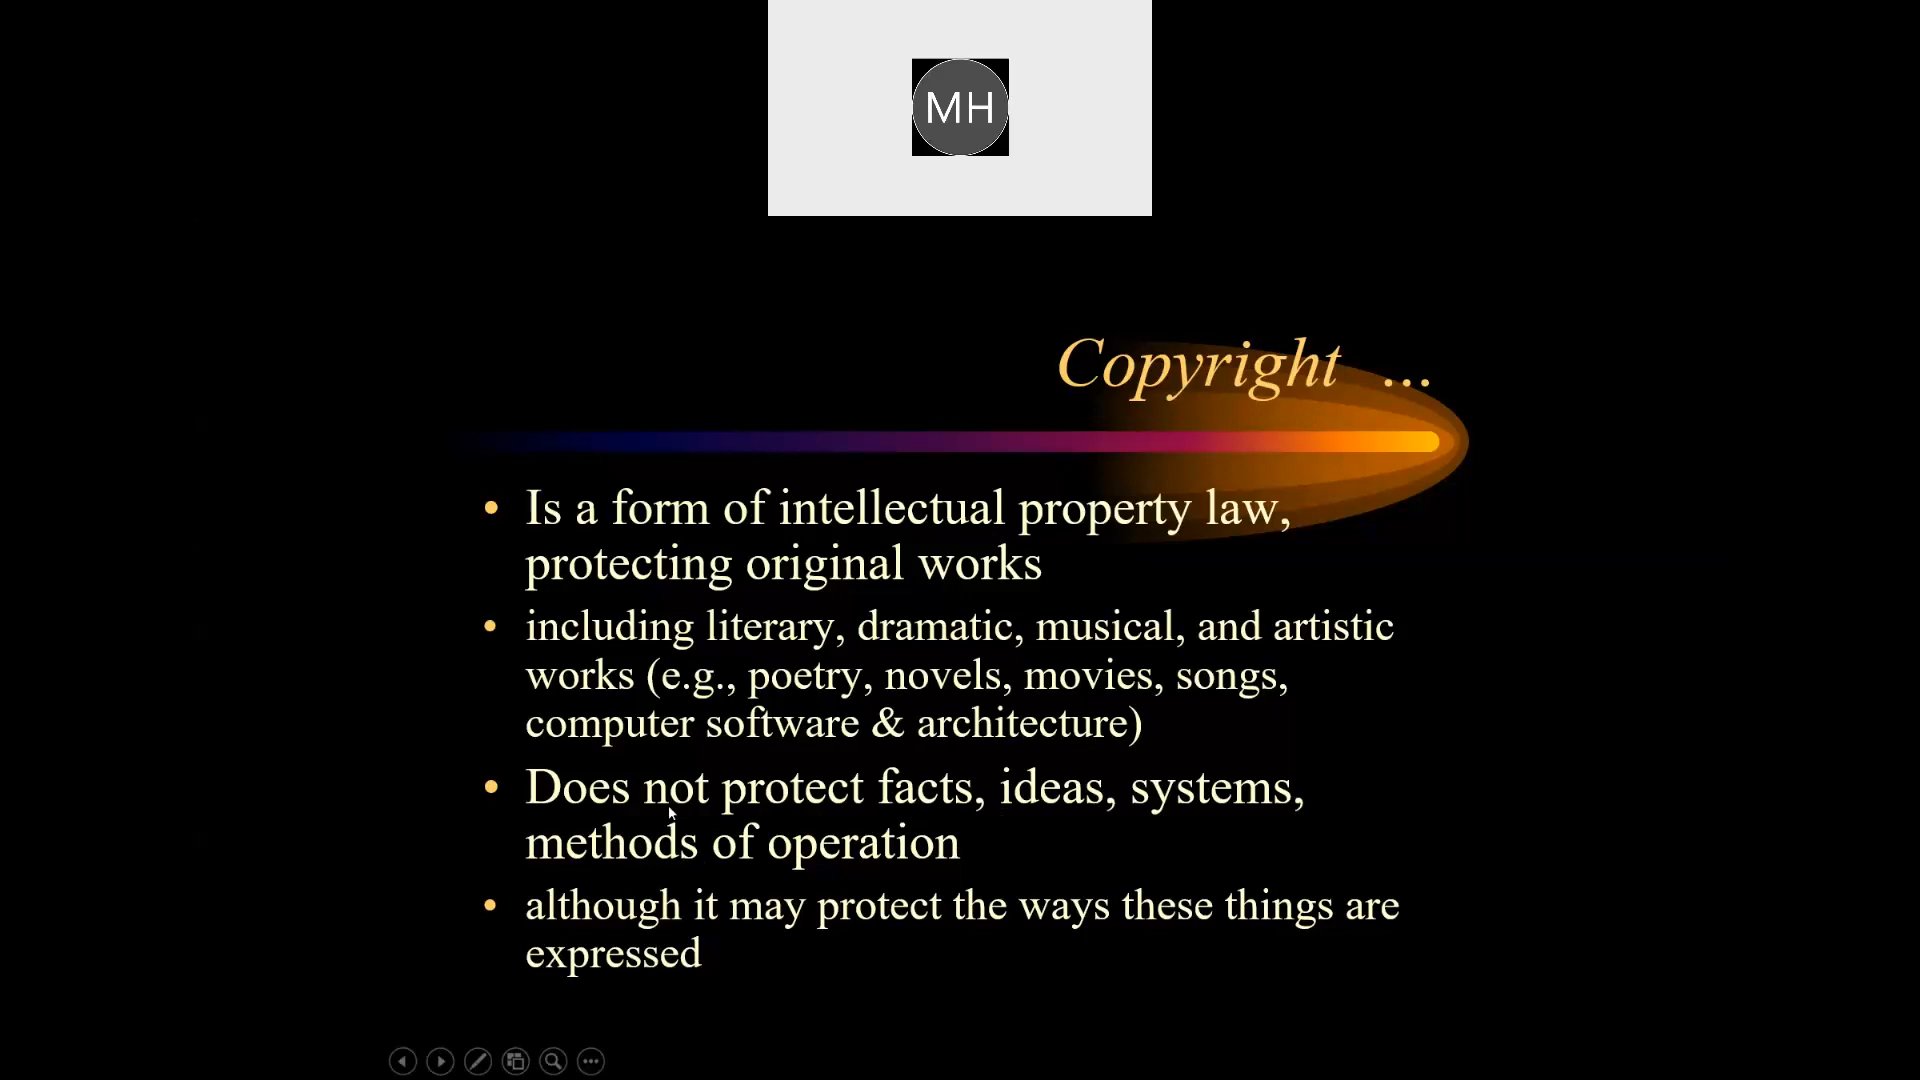 MH
Copyright ...
• Is a form of intellectual property law,
protecting original works
• including literary, dramatic, musical, and artistic
works (e.g., poetry, novels, movies, songs,
computer software & architecture)
• Does not protect facts, ideas, systems,
methods of operation
• although it may protect the ways these things are
expressed